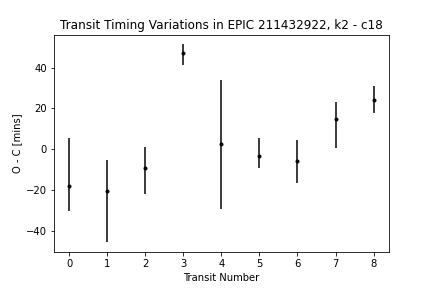 Transit Timing Variations in EPIC 211432922, k2 - c18
40
20
0
−20
−40
O - C [mins]
0 1 2 3 4 5 6 7 8
Transit Number